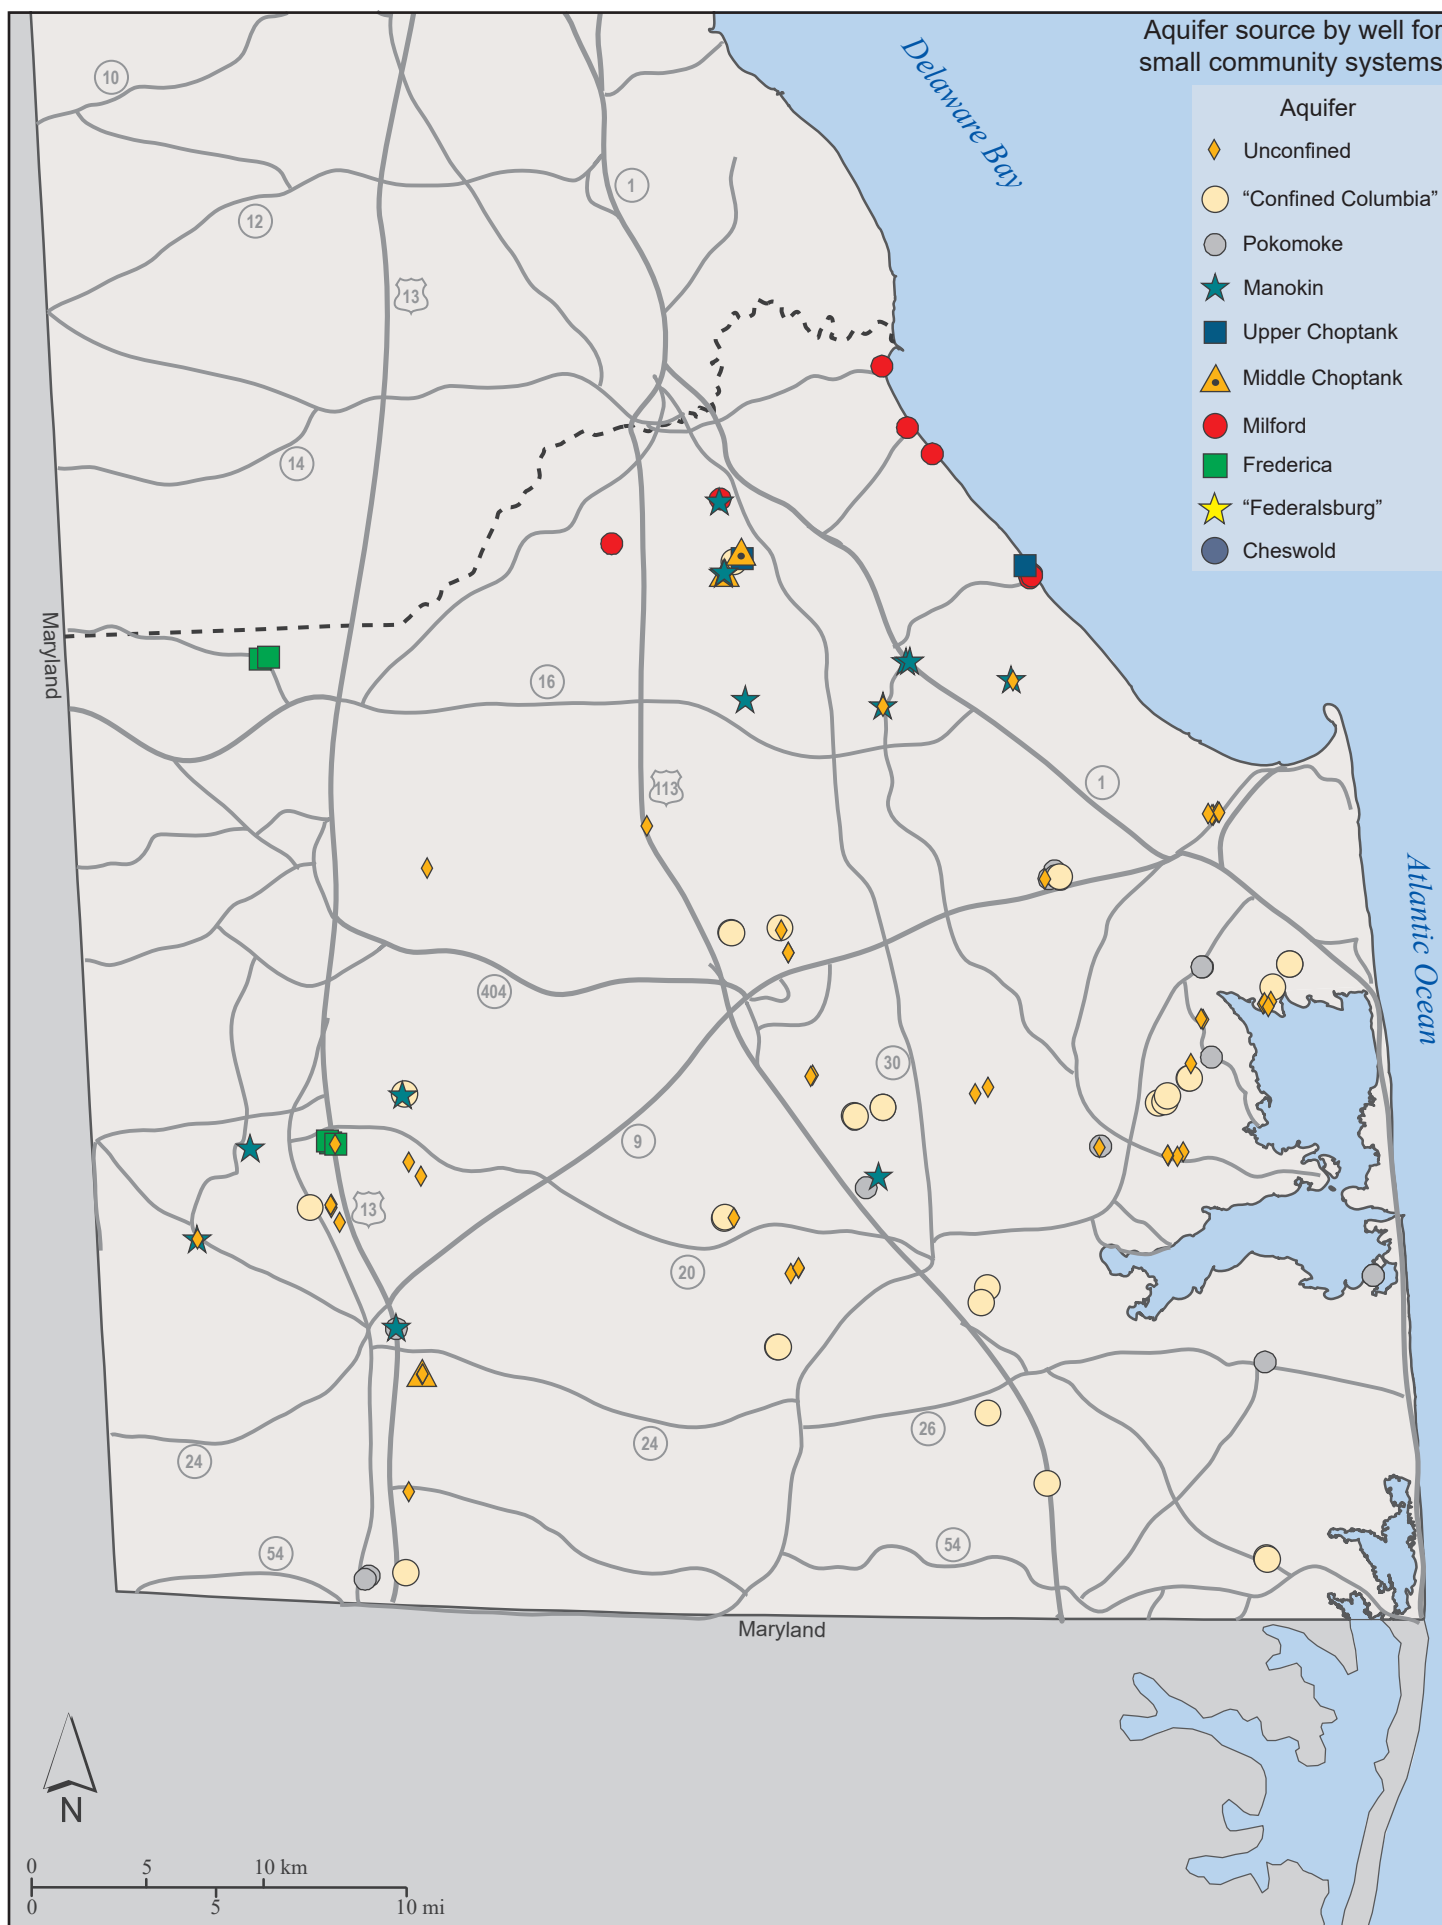 Aquifer source by well for
small community systems
Aquifer
Unconfined
“Confined Columbia”
Pokomoke
Manokin
Upper Choptank
Middle Choptank
Milford
Frederica
“Federalsburg”
Cheswold
Delaware Bay
10
1
12
13
14
Maryland
16
113
1
Atlantic Ocean
404
30
9
13
20
24
24
26
54
54
Maryland
N
0 5 10 km
0 5 10 mi